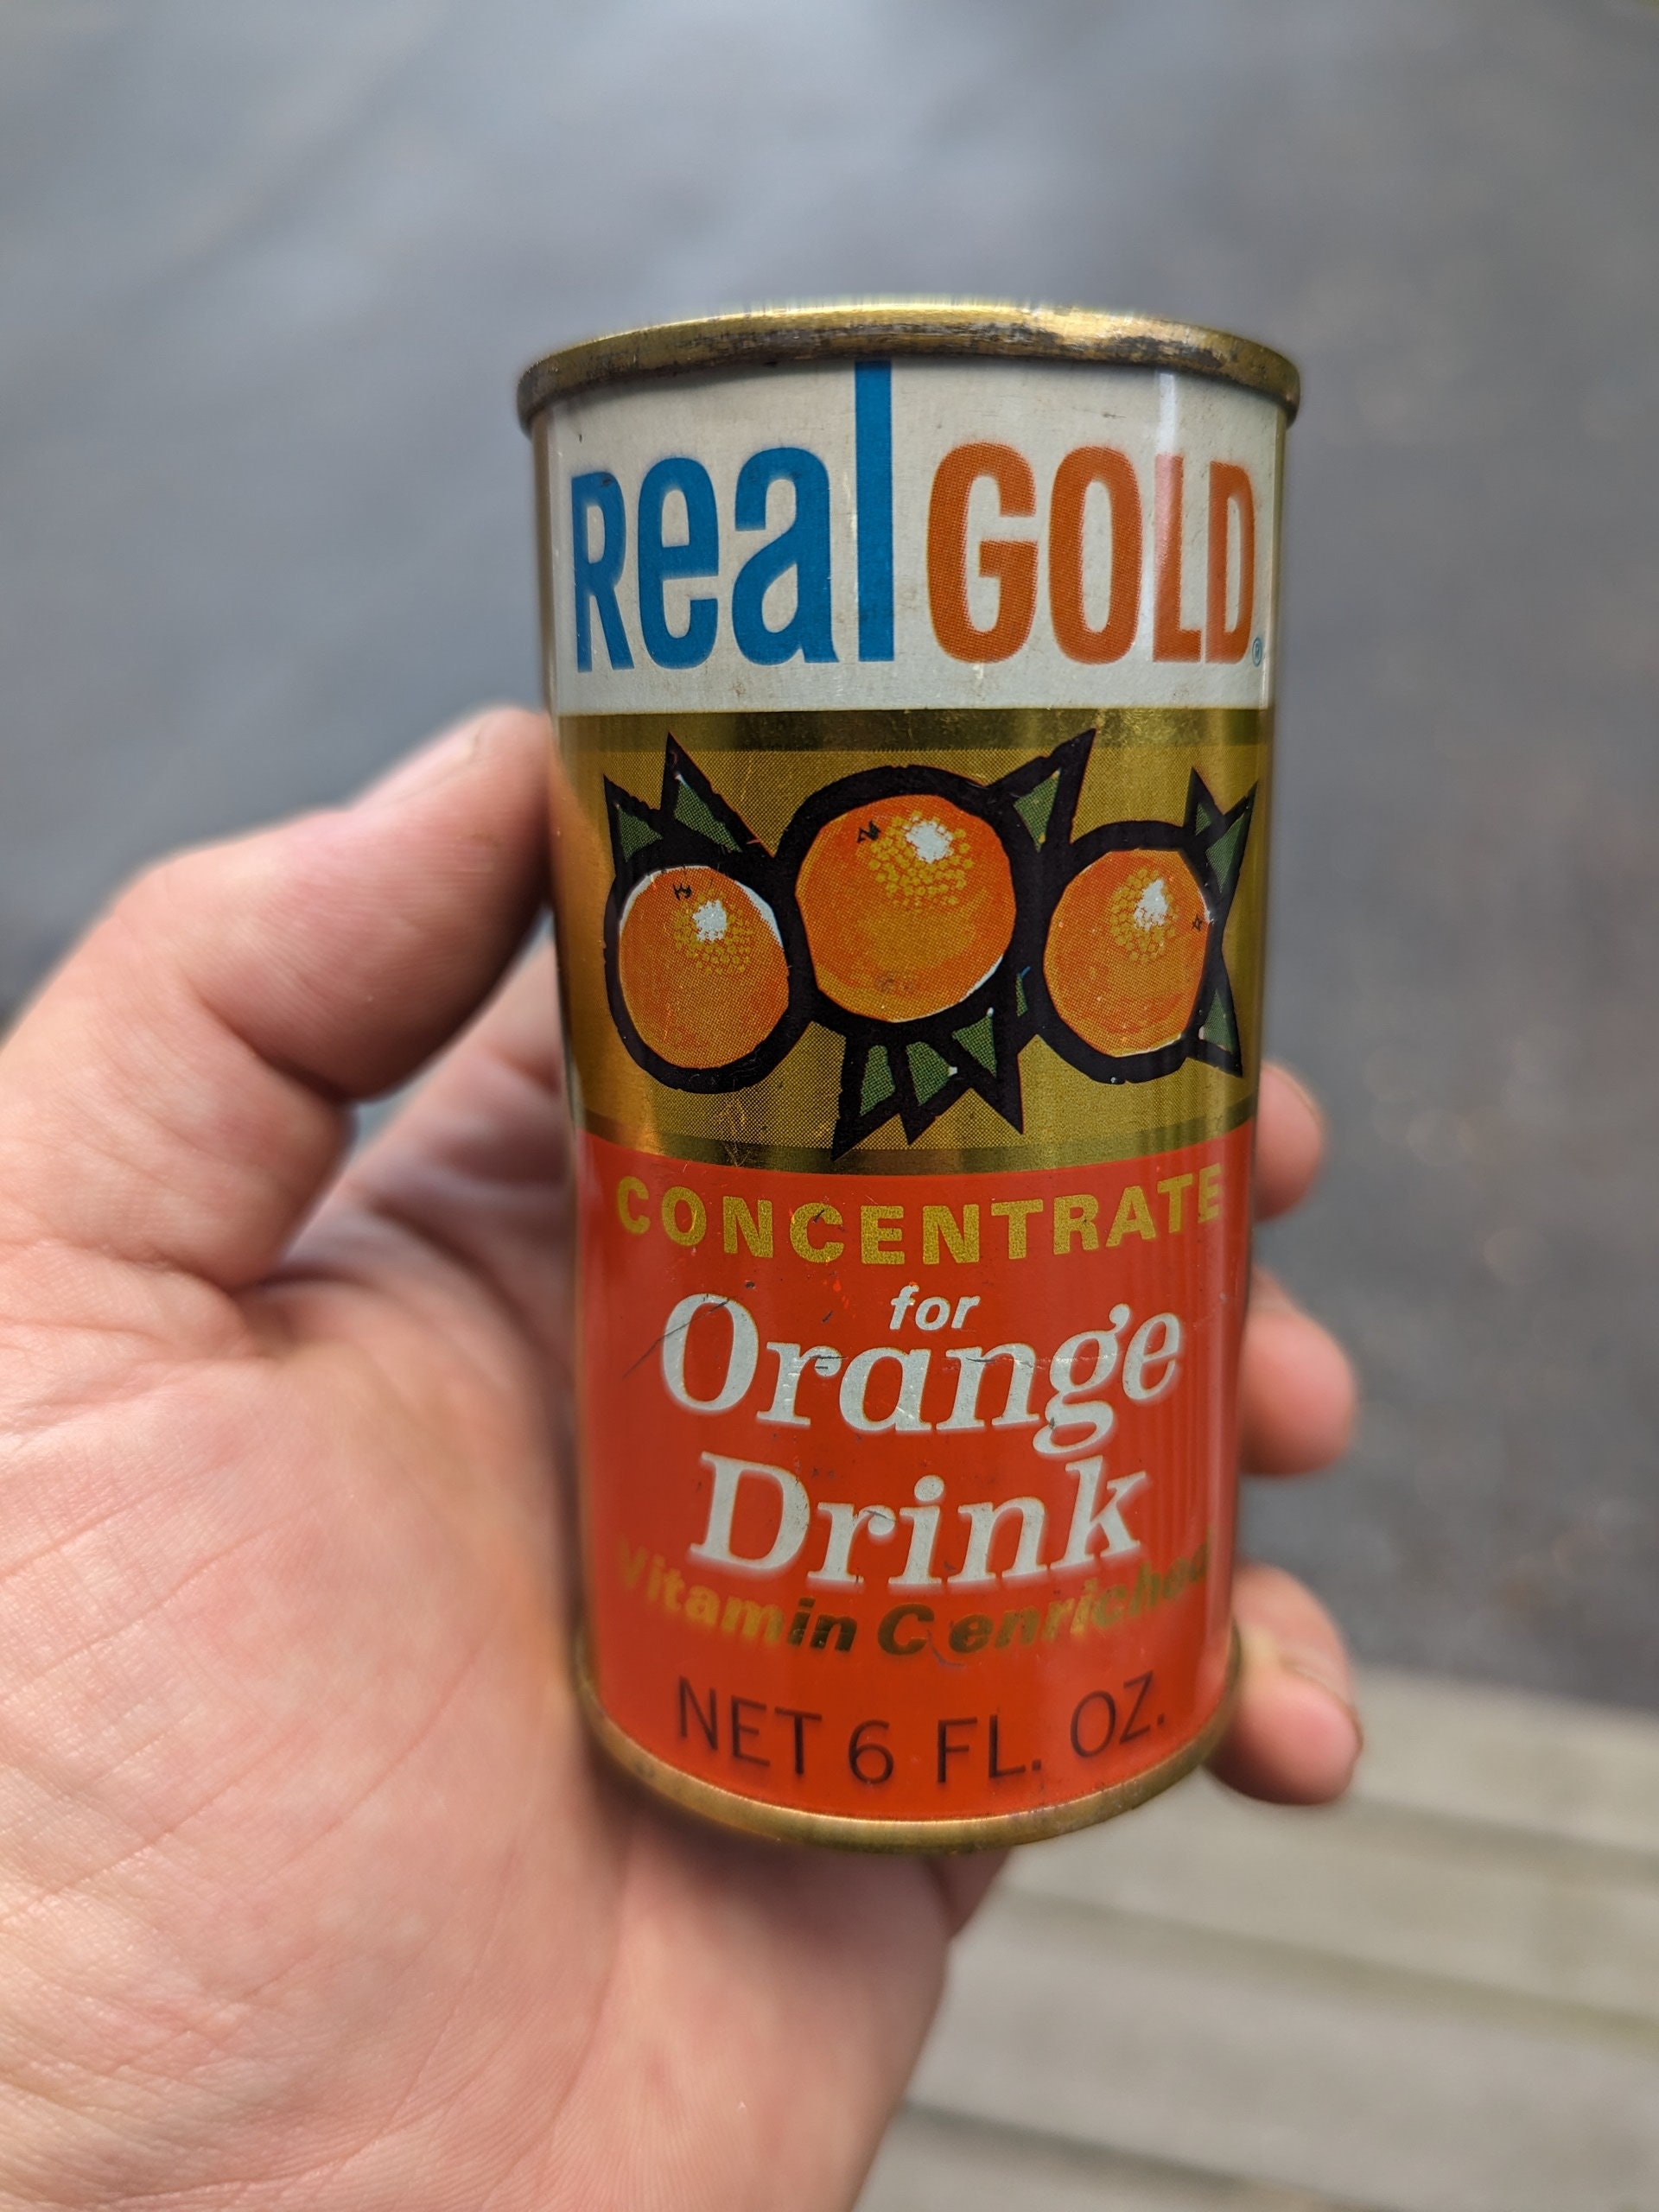 Real GOLD®
CONCENTRATE
for
Orange
Drink
Vitamin C enriched
NET 6 FL. OZ.